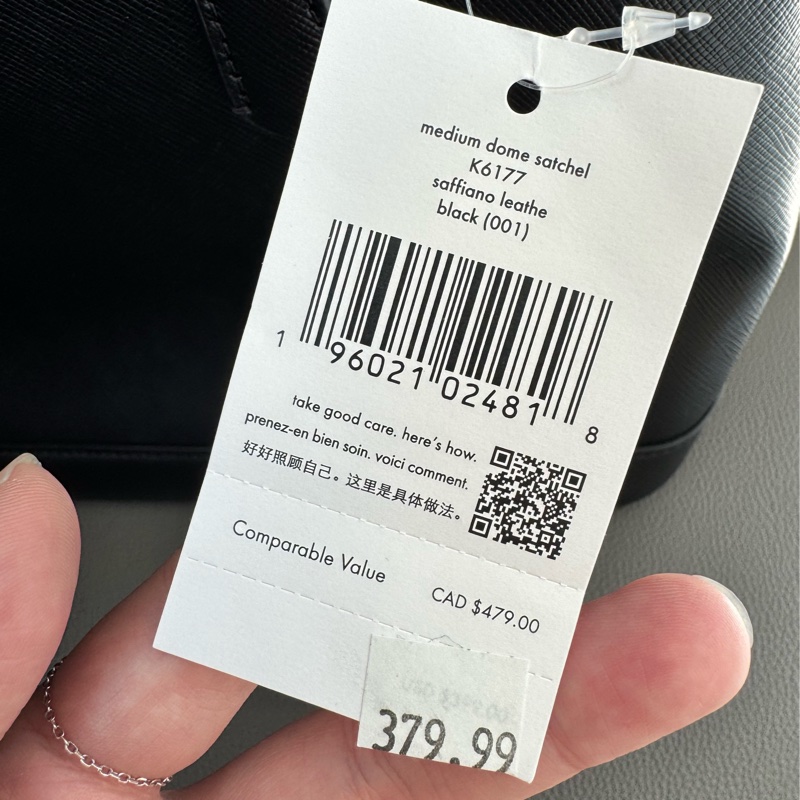 medium dome satchel
K6177
saffiano leathe
black (001)
1 96021 02481 8
take good care. here's how.
prenez-en bien soin. voici comment.
好好照顾自己。这里是具体做法。
Comparable Value
CAD $479.00
379.99